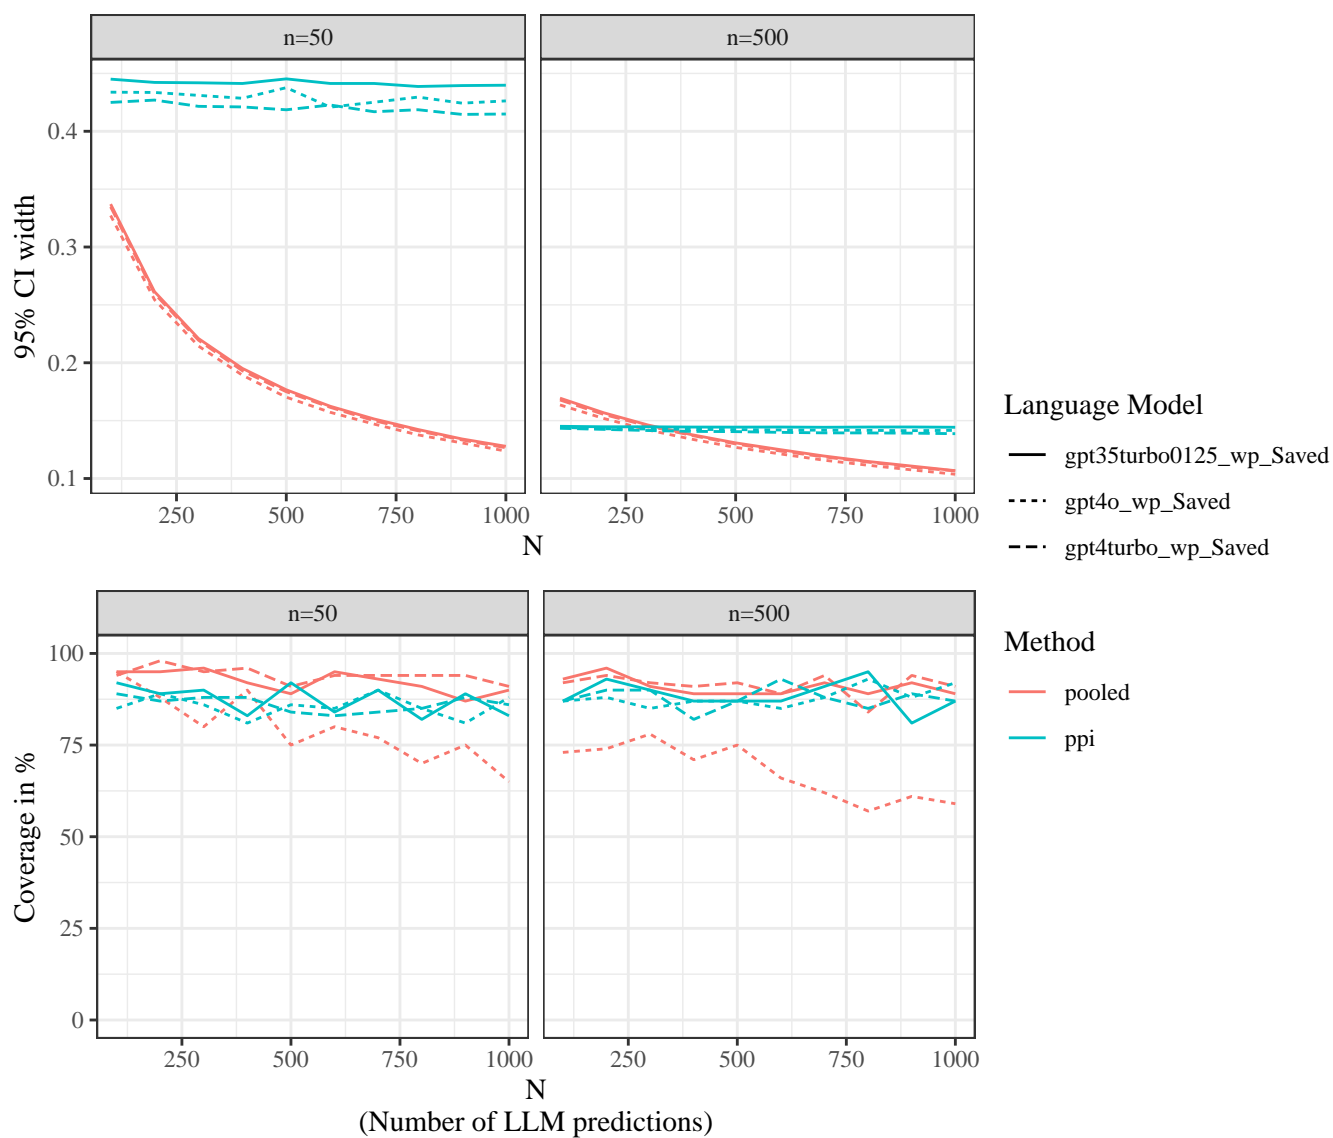 n=50
n=500
95% CI width
0.4
0.3
0.2
0.1
250
500
750
1000
250
500
750
1000
N
Language Model
gpt35turbo0125_wp_Saved
gpt4o_wp_Saved
gpt4turbo_wp_Saved
Method
pooled
ppi
n=50
n=500
Coverage in %
100
75
50
25
0
250
500
750
1000
250
500
750
1000
N
(Number of LLM predictions)